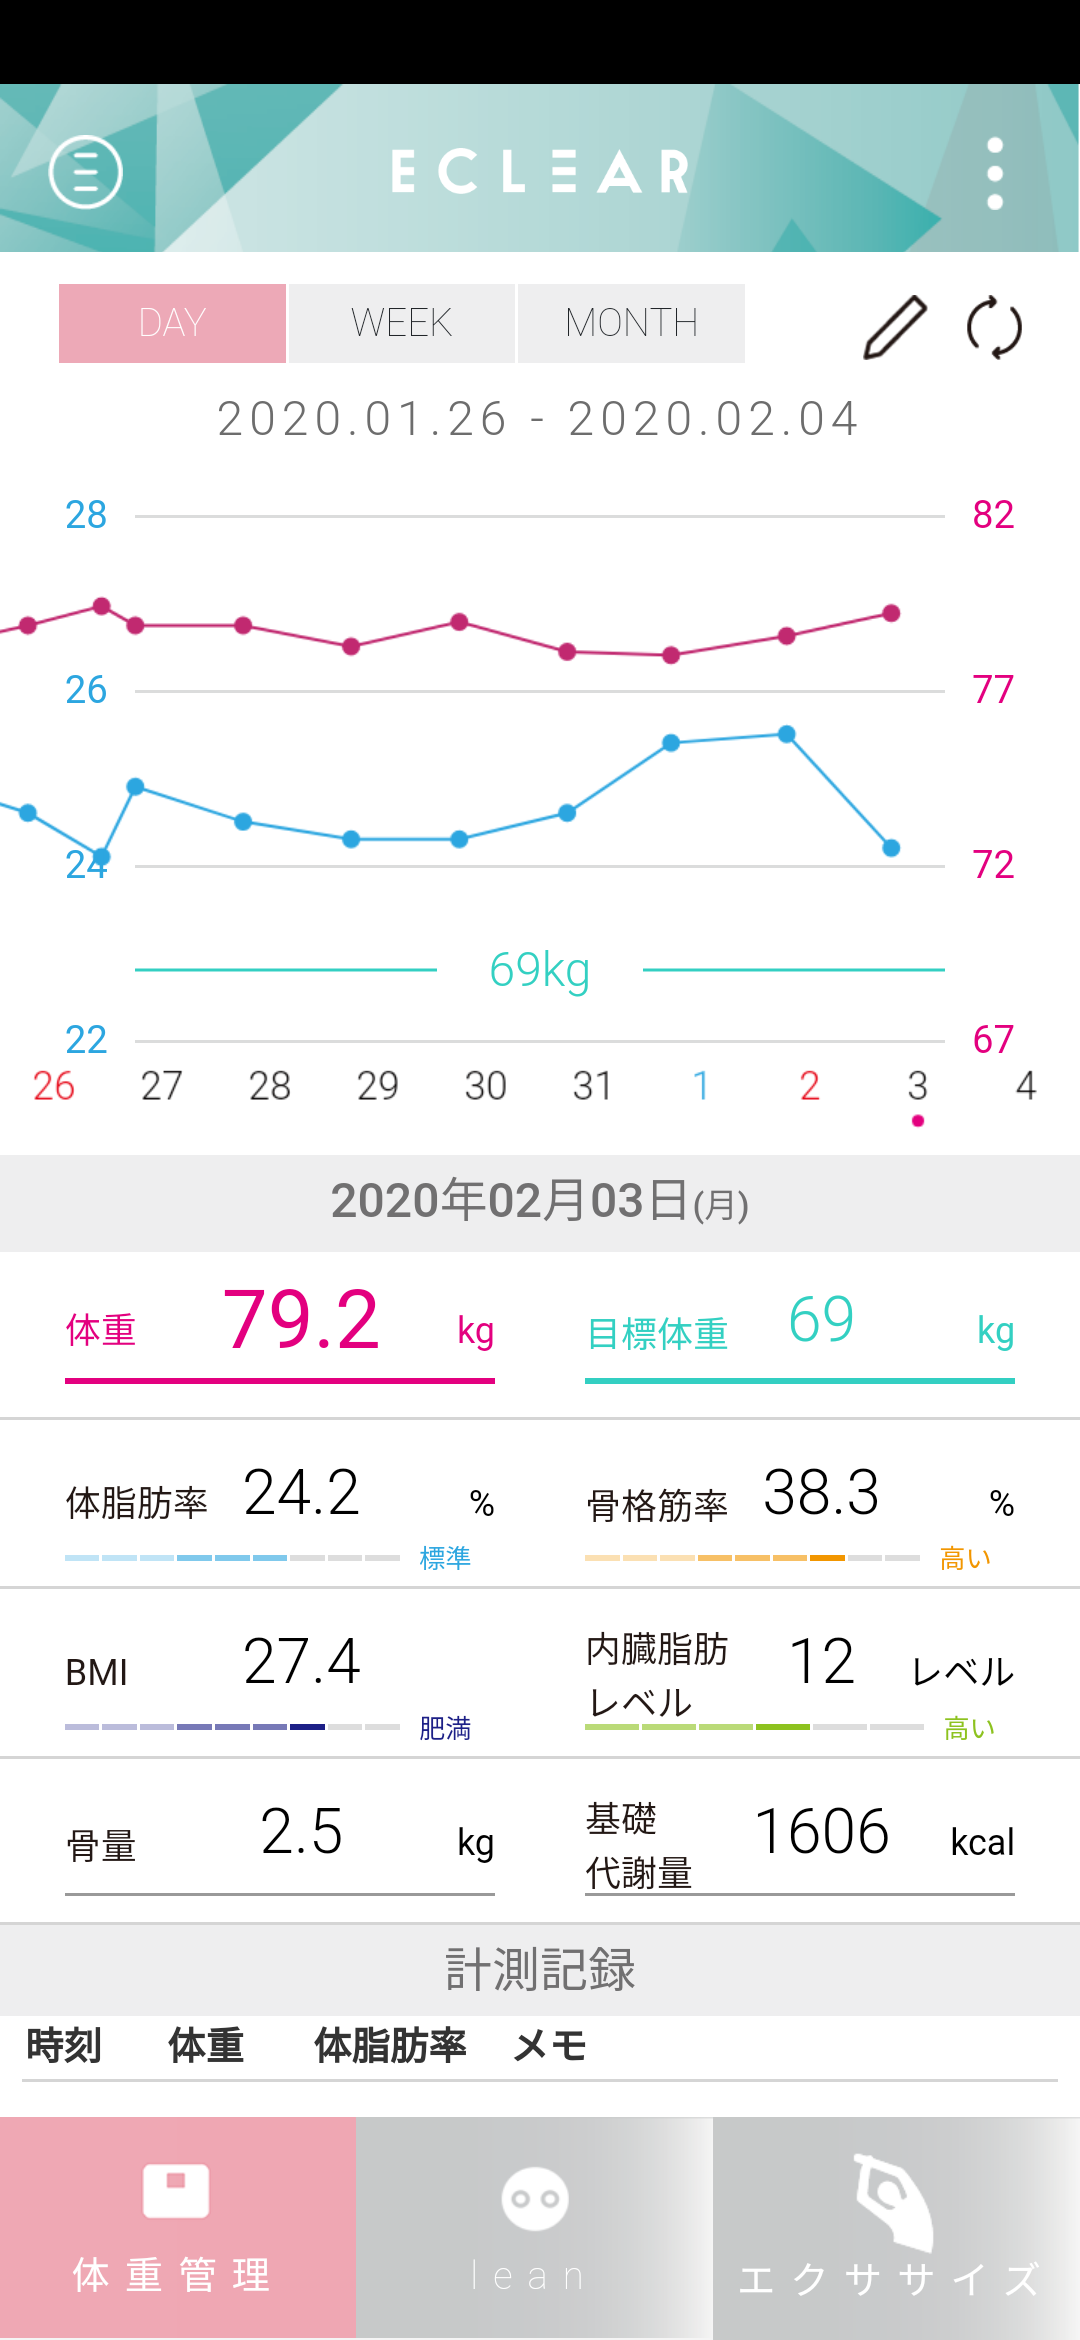 ECLEAR
DAY WEEK MONTH
2020.01.26 - 2020.02.04
28 82
26 77
24 72
69kg
22 67
26 27 28 29 30 31 1 2 3 4
2020年02月03日(月)
体重 79.2 kg 目標体重 69 kg
体脂肪率 24.2 % 骨格筋率 38.3 %
標準 高い
BMI 27.4 内臓脂肪レベル 12 レベル
肥満 高い
骨量 2.5 kg 基礎代謝量 1606 kcal
計測記録
時刻 体重 体脂肪率 メモ
体重管理 lean エクササイズ